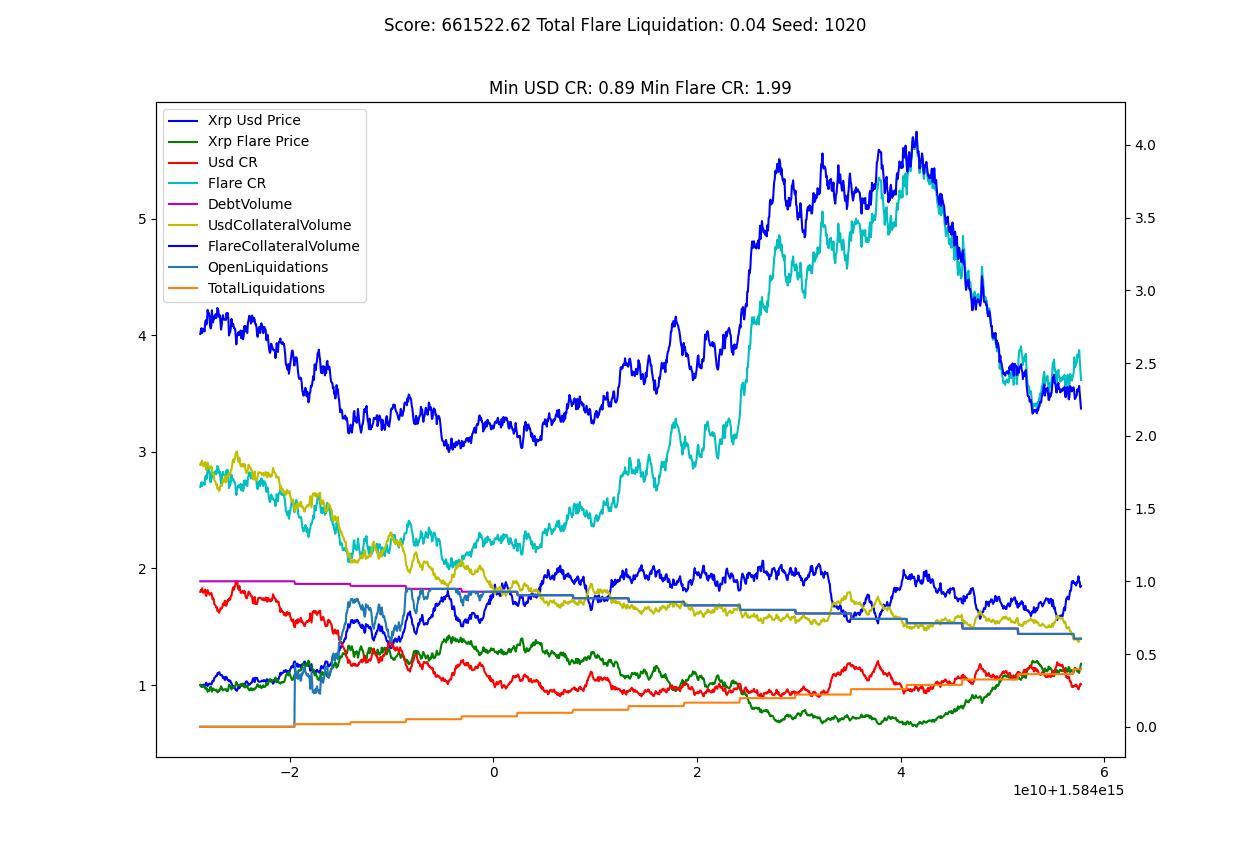 Score: 661522.62 Total Flare Liquidation: 0.04 Seed: 1020
Min USD CR: 0.89 Min Flare CR: 1.99
Xrp Usd Price
Xrp Flare Price
Usd CR
Flare CR
DebtVolume
UsdCollateralVolume
FlareCollateralVolume
OpenLiquidations
TotalLiquidations
5
4
3
2
1
4.0
3.5
3.0
2.5
2.0
1.5
1.0
0.5
0.0
−2 0 2 4 6
1e10+1.584e15